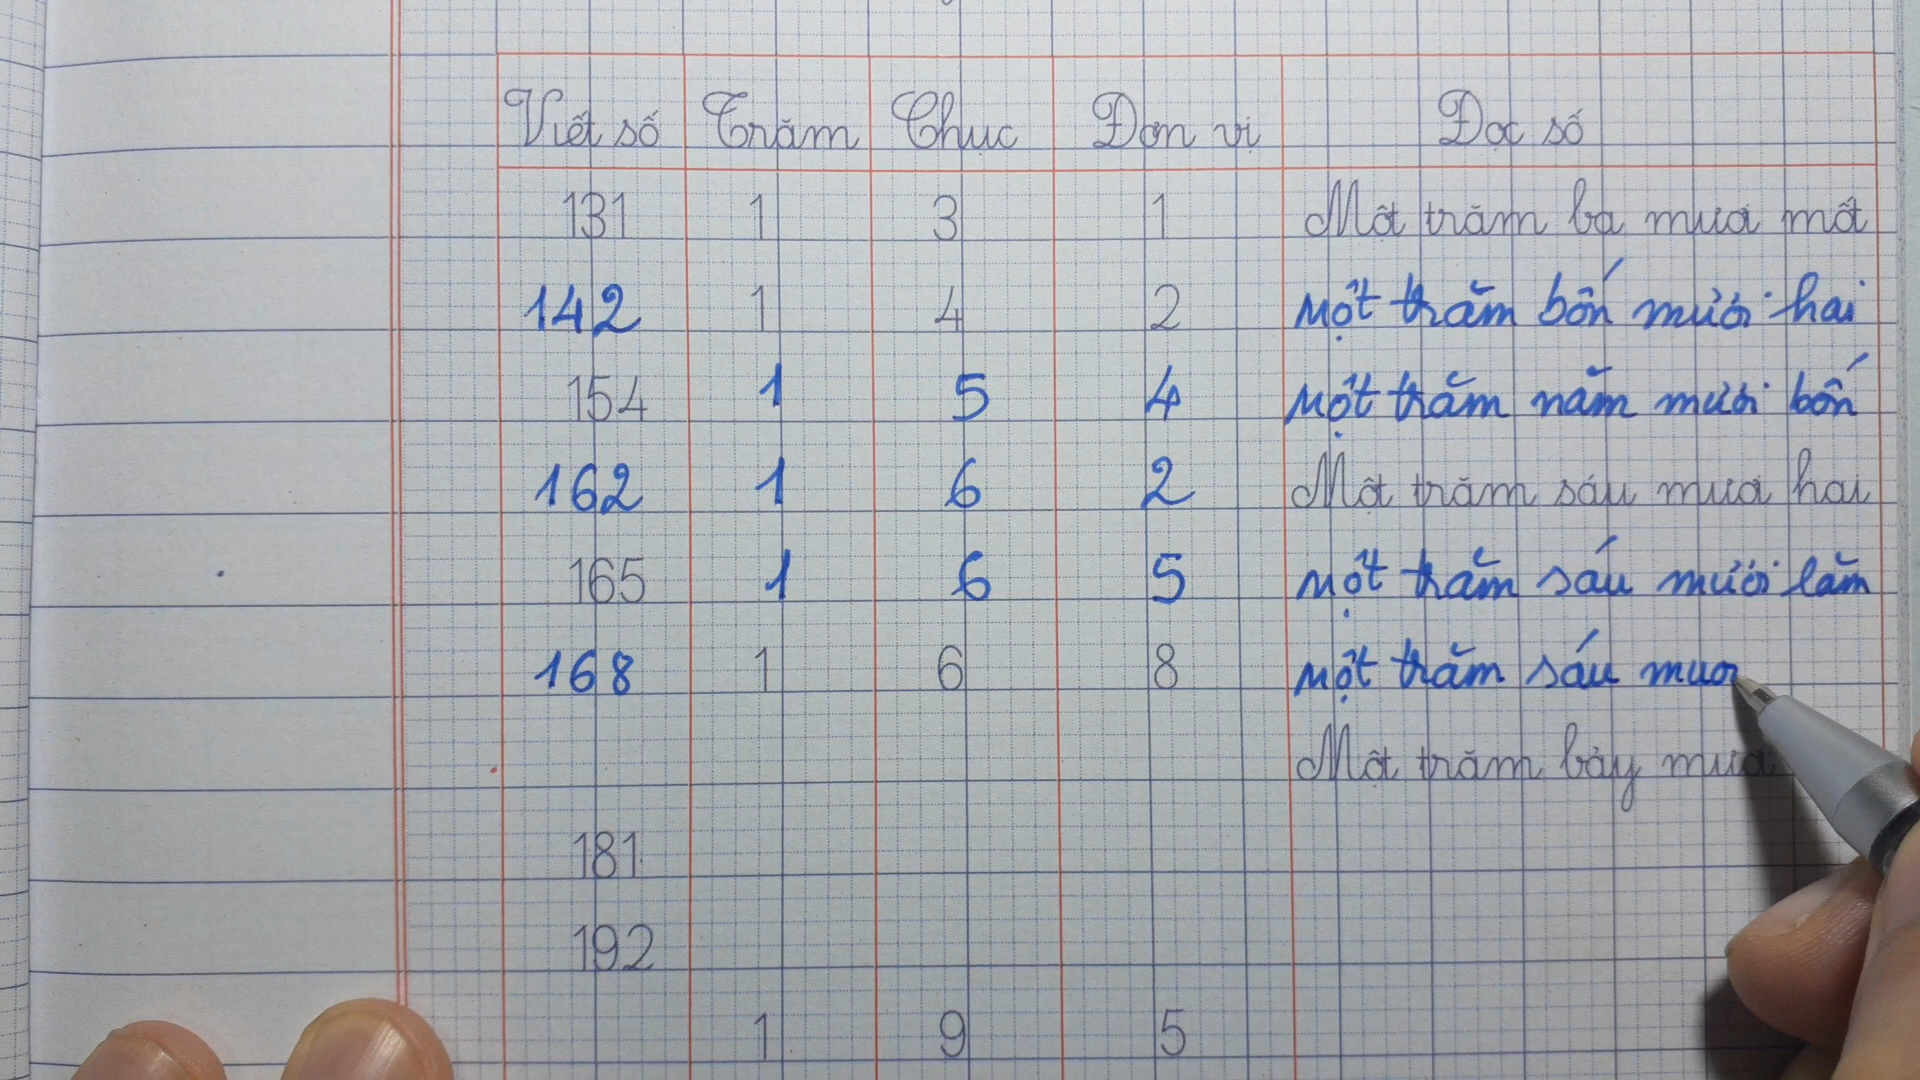 Viết số Trăm Chục Đơn vị Đọc số
131 1 3 1 Một trăm ba mươi mốt
142 1 4 2 Một trăm bốn mươi hai
154 1 5 4 Một trăm năm mươi bốn
162 1 6 2 Một trăm sáu mươi hai
165 1 6 5 Một trăm sáu mươi lăm
168 1 6 8 Một trăm sáu mươ
Một trăm bảy
181
192
1 9 5